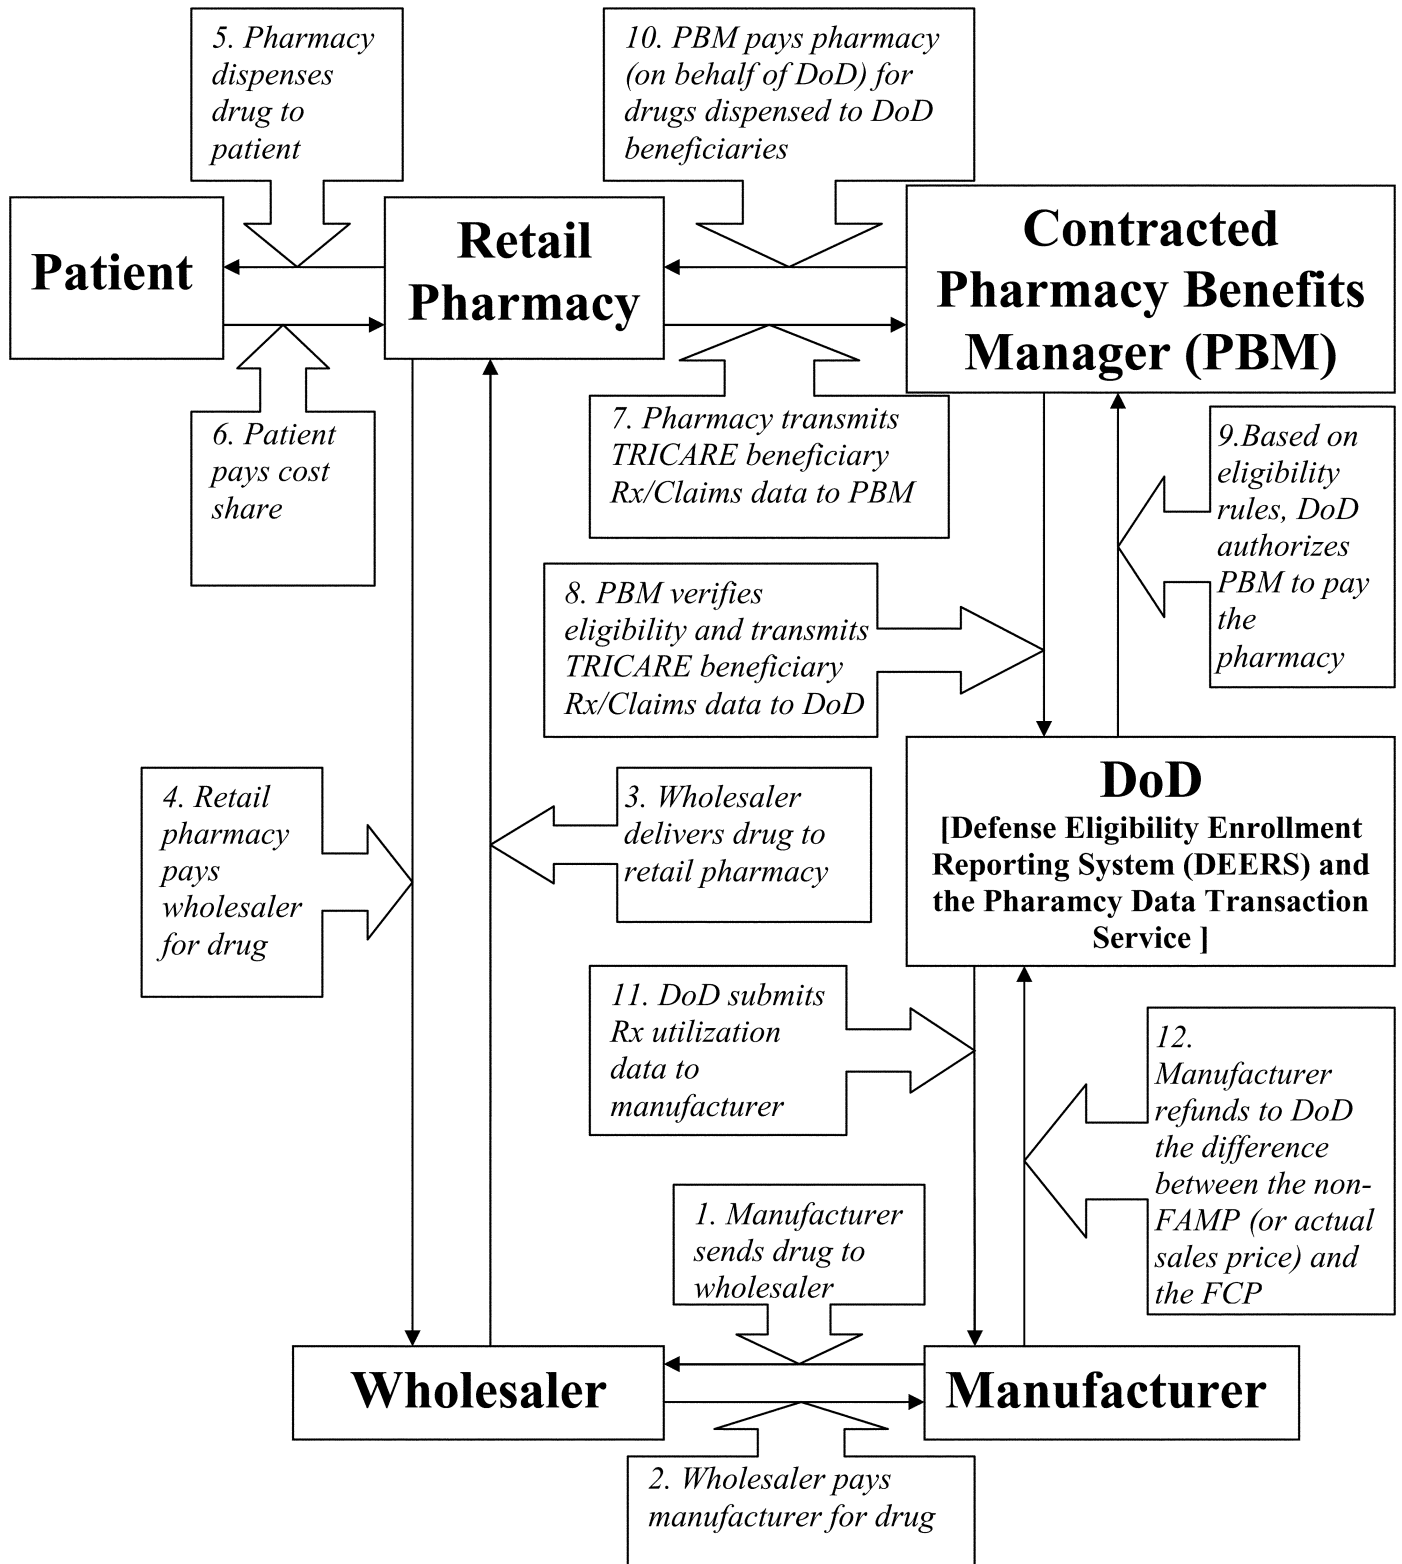 5. Pharmacy
dispenses
drug to
patient
10. PBM pays pharmacy
(on behalf of DoD) for
drugs dispensed to DoD
beneficiaries
Patient
Retail
Pharmacy
Contracted
Pharmacy Benefits
Manager (PBM)
6. Patient
pays cost
share
7. Pharmacy transmits
TRICARE beneficiary
Rx/Claims data to PBM
9.Based on
eligibility
rules, DoD
authorizes
PBM to pay
the
pharmacy
8. PBM verifies
eligibility and transmits
TRICARE beneficiary
Rx/Claims data to DoD
DoD
[Defense Eligibility Enrollment
Reporting System (DEERS) and
the Pharamcy Data Transaction
Service ]
4. Retail
pharmacy
pays
wholesaler
for drug
3. Wholesaler
delivers drug to
retail pharmacy
11. DoD submits
Rx utilization
data to
manufacturer
12.
Manufacturer
refunds to DoD
the difference
between the non-
FAMP (or actual
sales price) and
the FCP
1. Manufacturer
sends drug to
wholesaler
Wholesaler
Manufacturer
2. Wholesaler pays
manufacturer for drug